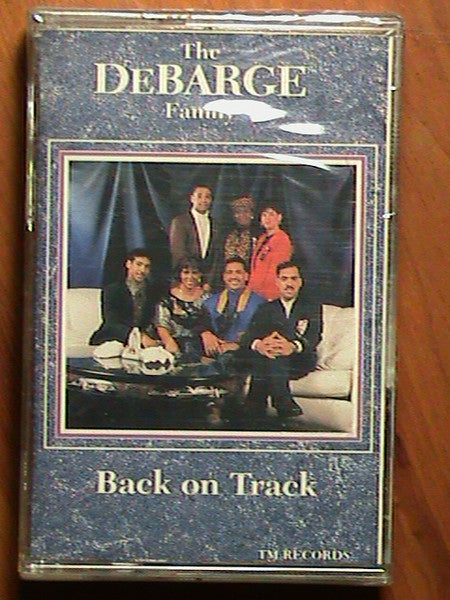 The
DEBARGE
Family
Back on Track
TM RECORDS